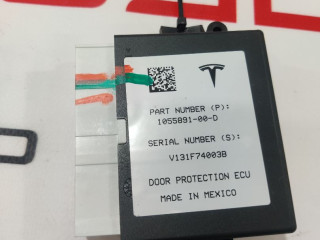 PART NUMBER (P):
1055891-00-D
SERIAL NUMBER (S):
V131F74003B
DOOR PROTECTION ECU
MADE IN MEXICO